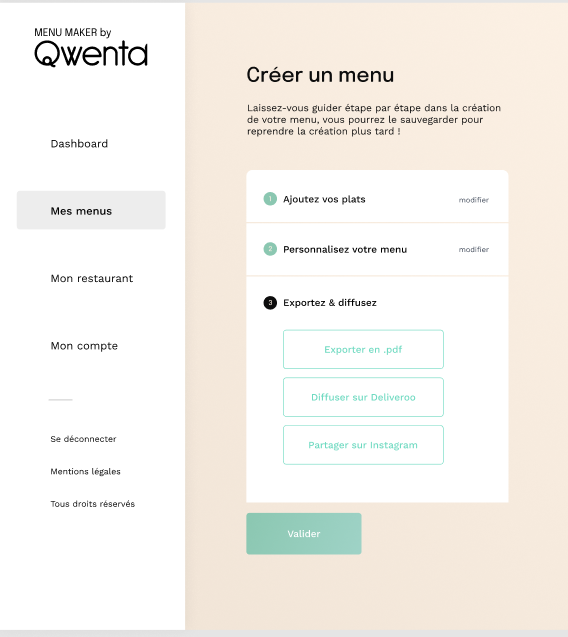 MENU MAKER by
Qwenta
Dashboard
Mes menus
Mon restaurant
Mon compte
Se déconnecter
Mentions légales
Tous droits réservés
Créer un menu
Laissez-vous guider étape par étape dans la création
de votre menu, vous pourrez le sauvegarder pour
reprendre la création plus tard !
1 Ajoutez vos plats modifier
2 Personnalisez votre menu modifier
3 Exportez & diffusez
Exporter en .pdf
Diffuser sur Deliveroo
Partager sur Instagram
Valider